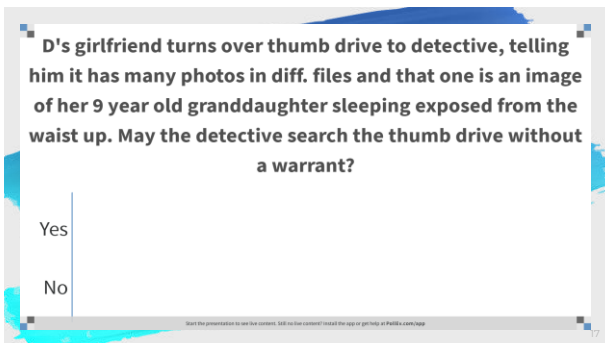 D's girlfriend turns over thumb drive to detective, telling
him it has many photos in diff. files and that one is an image
of her 9 year old granddaughter sleeping exposed from the
waist up. May the detective search the thumb drive without
a warrant?
Yes
No
Start the presentation to see live content. Still no live content? Install the app or get help at PollEv.com/app
17